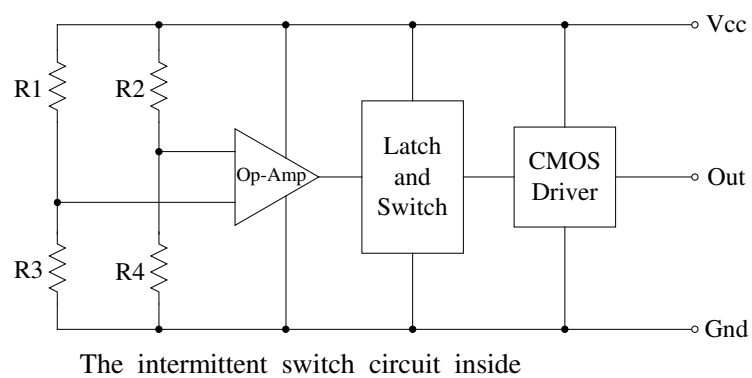 Vcc
R1
R2
Op-Amp
Latch
and
Switch
CMOS
Driver
Out
R3
R4
Gnd
The intermittent switch circuit inside